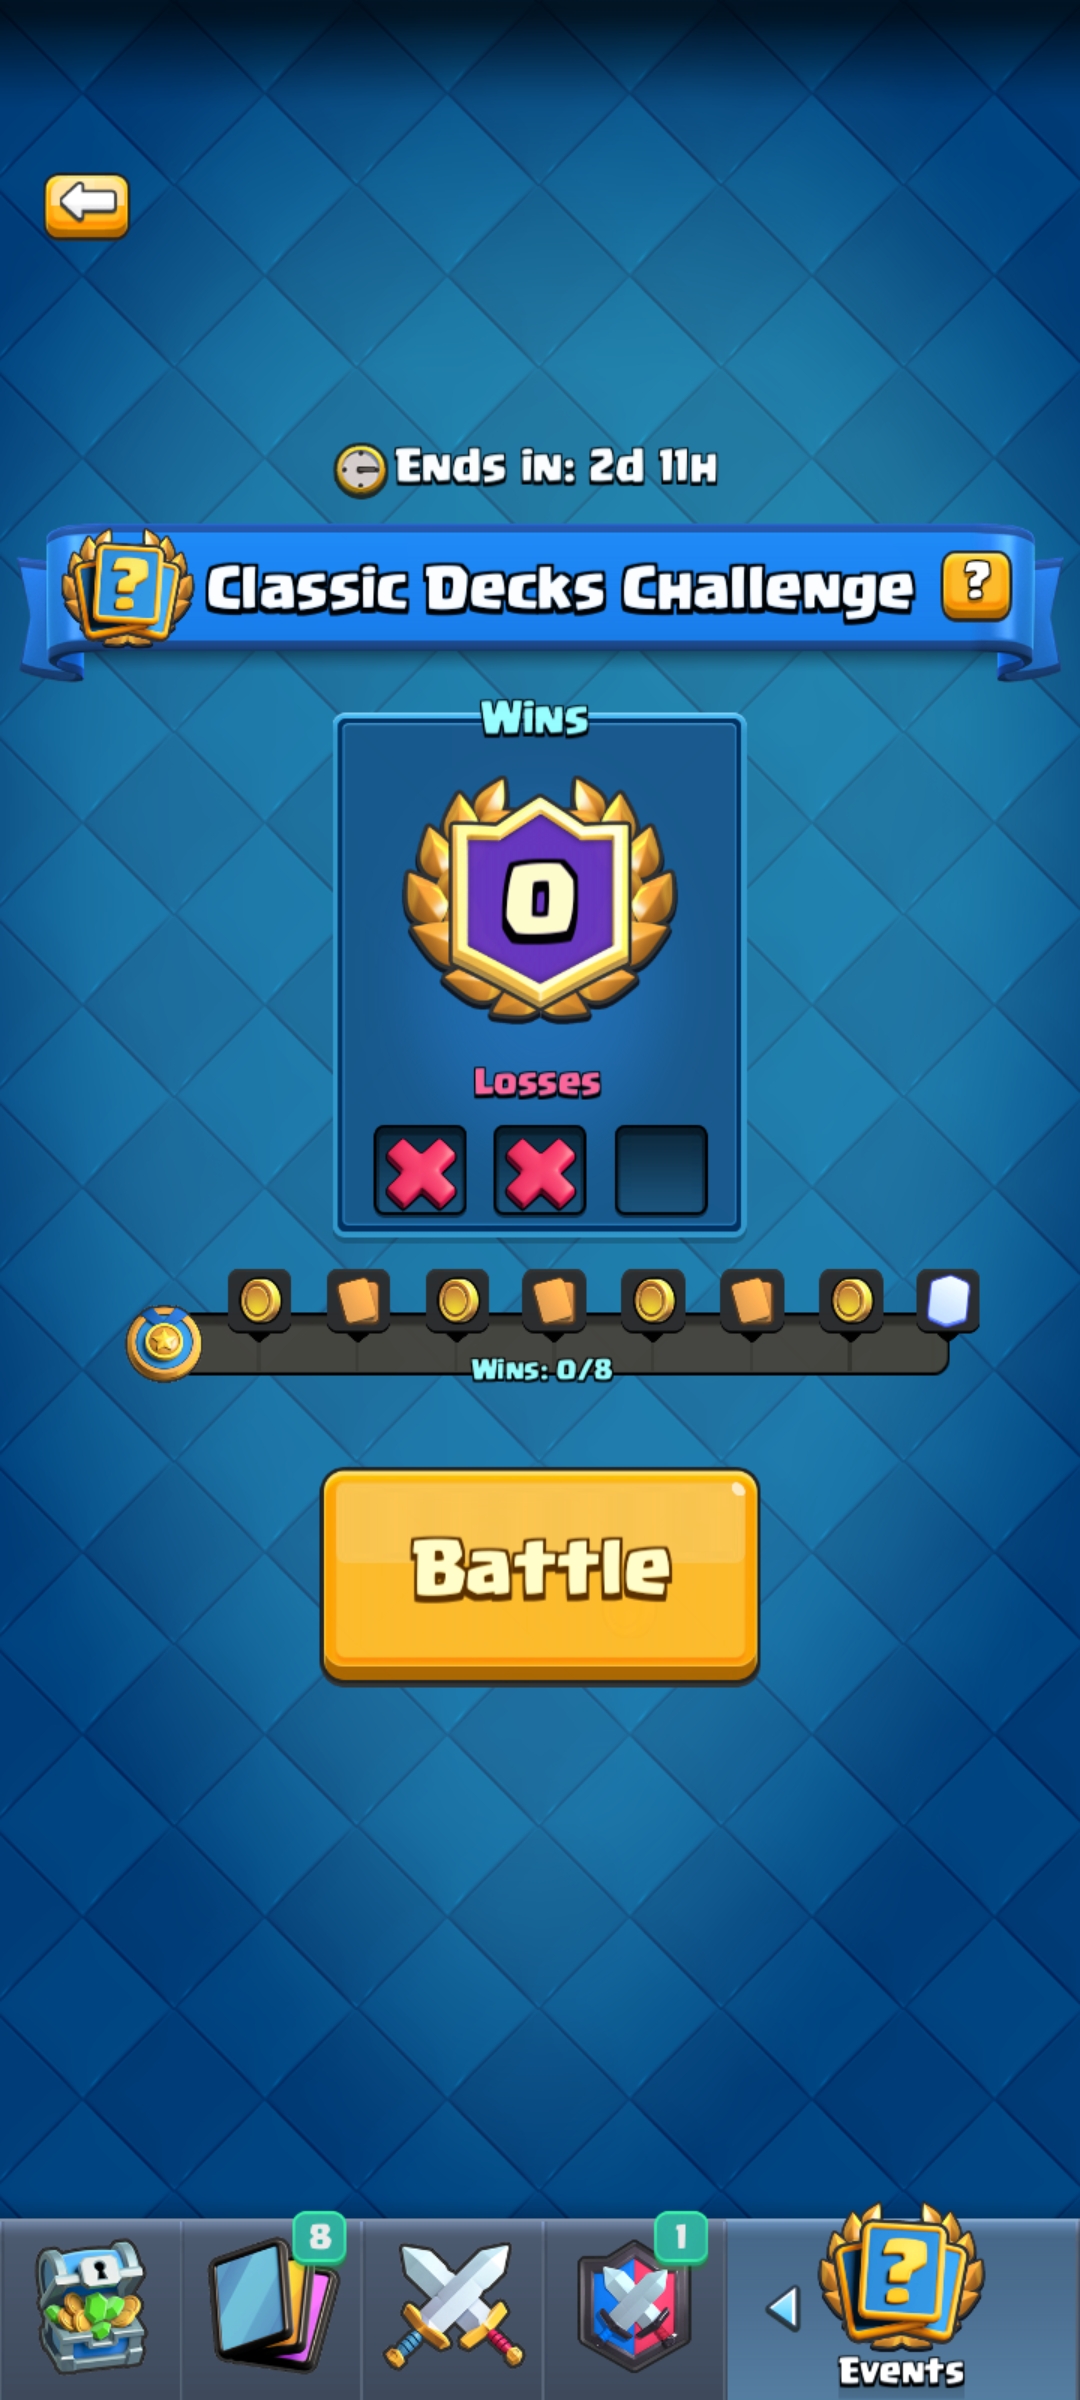 Ends in: 2d 11h
?
Classic Decks Challenge
?
Wins
0
Losses
Wins: 0/8
Battle
8
1
?
Events